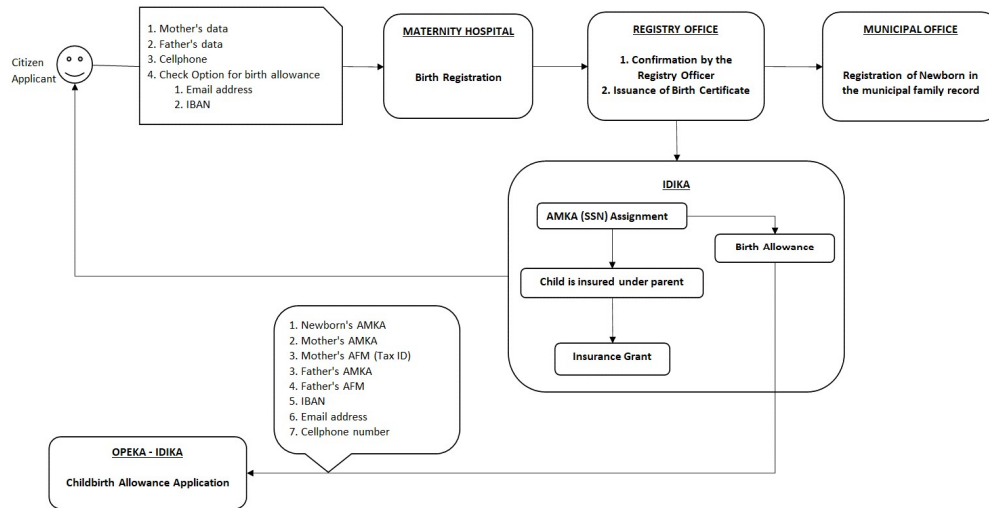 Citizen
Applicant
1. Mother's data
2. Father's data
3. Cellphone
4. Check Option for birth allowance
1. Email address
2. IBAN
MATERNITY HOSPITAL
Birth Registration
REGISTRY OFFICE
1. Confirmation by the
Registry Officer
2. Issuance of Birth Certificate
MUNICIPAL OFFICE
Registration of Newborn in
the municipal family record
IDIKA
AMKA (SSN) Assignment
Birth Allowance
Child is insured under parent
Insurance Grant
1. Newborn's AMKA
2. Mother's AMKA
3. Mother's AFM (Tax ID)
3. Father's AMKA
4. Father's AFM
5. IBAN
6. Email address
7. Cellphone number
OPEKA - IDIKA
Childbirth Allowance Application